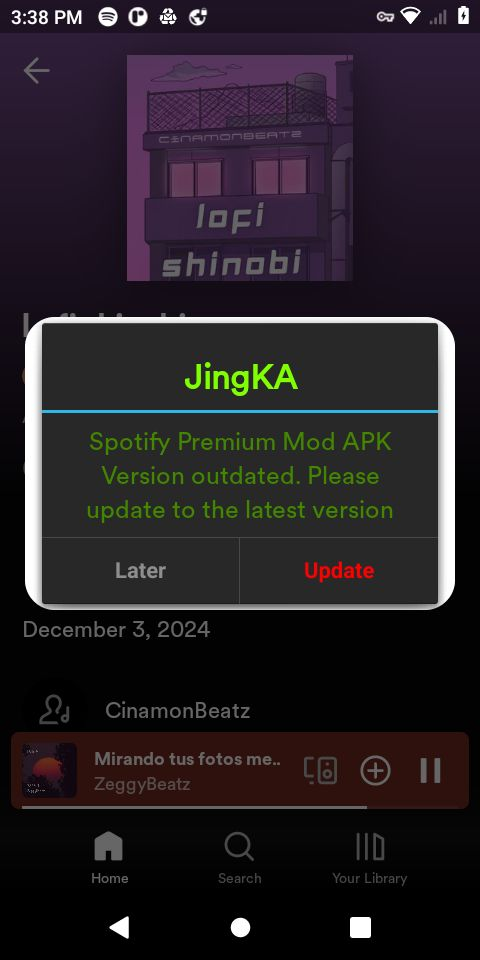 3:38 PM
CINAMONBEATZ
lofi
shinobi
JingKA
Spotify Premium Mod APK
Version outdated. Please
update to the latest version
Later
Update
December 3, 2024
CinamonBeatz
Mirando tus fotos me..
ZeggyBeatz
Home
Search
Your Library